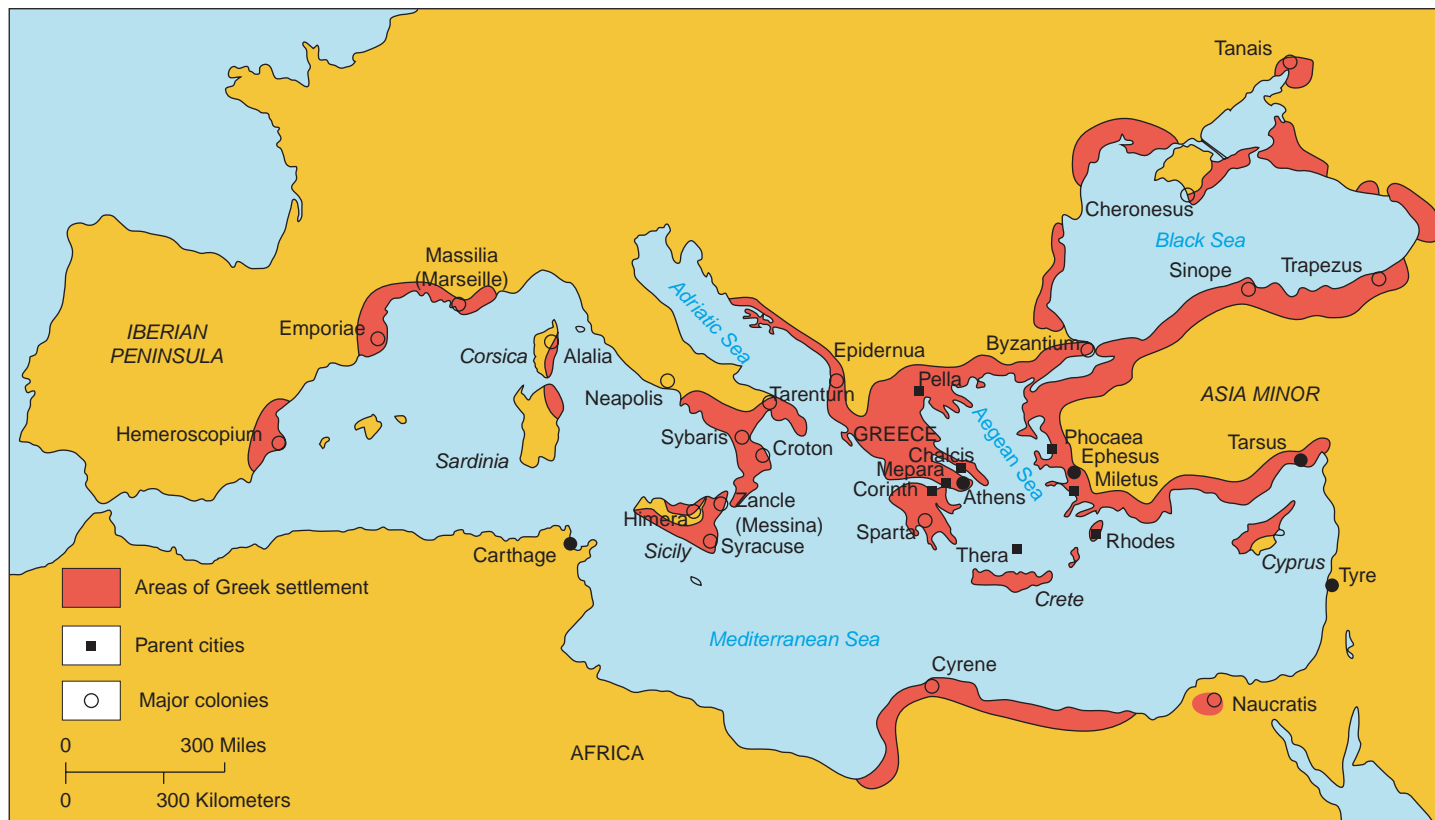 Tanais
Cheronesus
Black Sea
Sinope
Trapezus
Massilia
(Marseille)
Emporiae
IBERIAN
PENINSULA
Hemeroscopium
Corsica
Alalia
Sardinia
Adriatic Sea
Neapolis
Tarenturn
Sybaris
Croton
Himera
Zancle
(Messina)
Sicily
Syracuse
Epidernua
Byzantium
Pella
GREECE
Aegean Sea
Chalcis
Mepara
Corinth
Athens
Sparta
Thera
Crete
ASIA MINOR
Phocaea
Ephesus
Miletus
Tarsus
Rhodes
Cyprus
Tyre
Carthage
Mediterranean Sea
Cyrene
Naucratis
AFRICA
Areas of Greek settlement
Parent cities
Major colonies
0 300 Miles
0 300 Kilometers